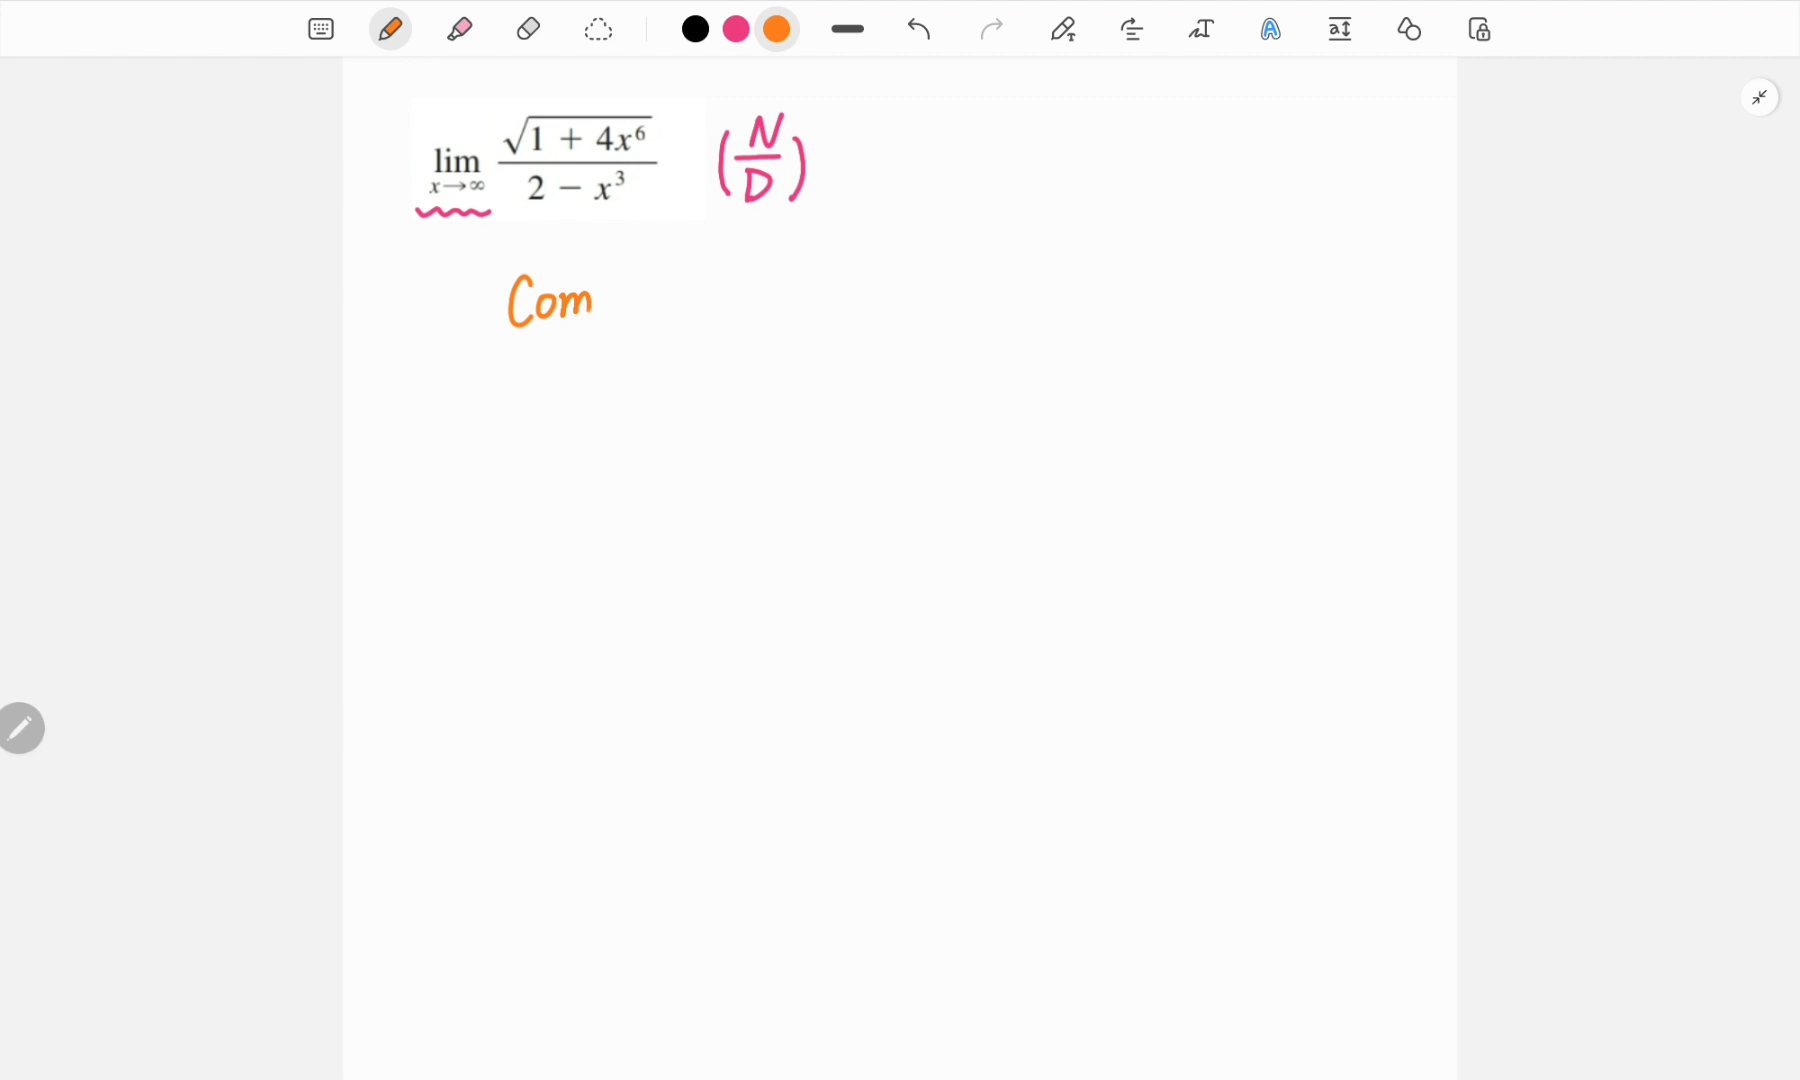 lim x→∞ √(1 + 4x⁶) / (2 − x³) (N/D)
Com